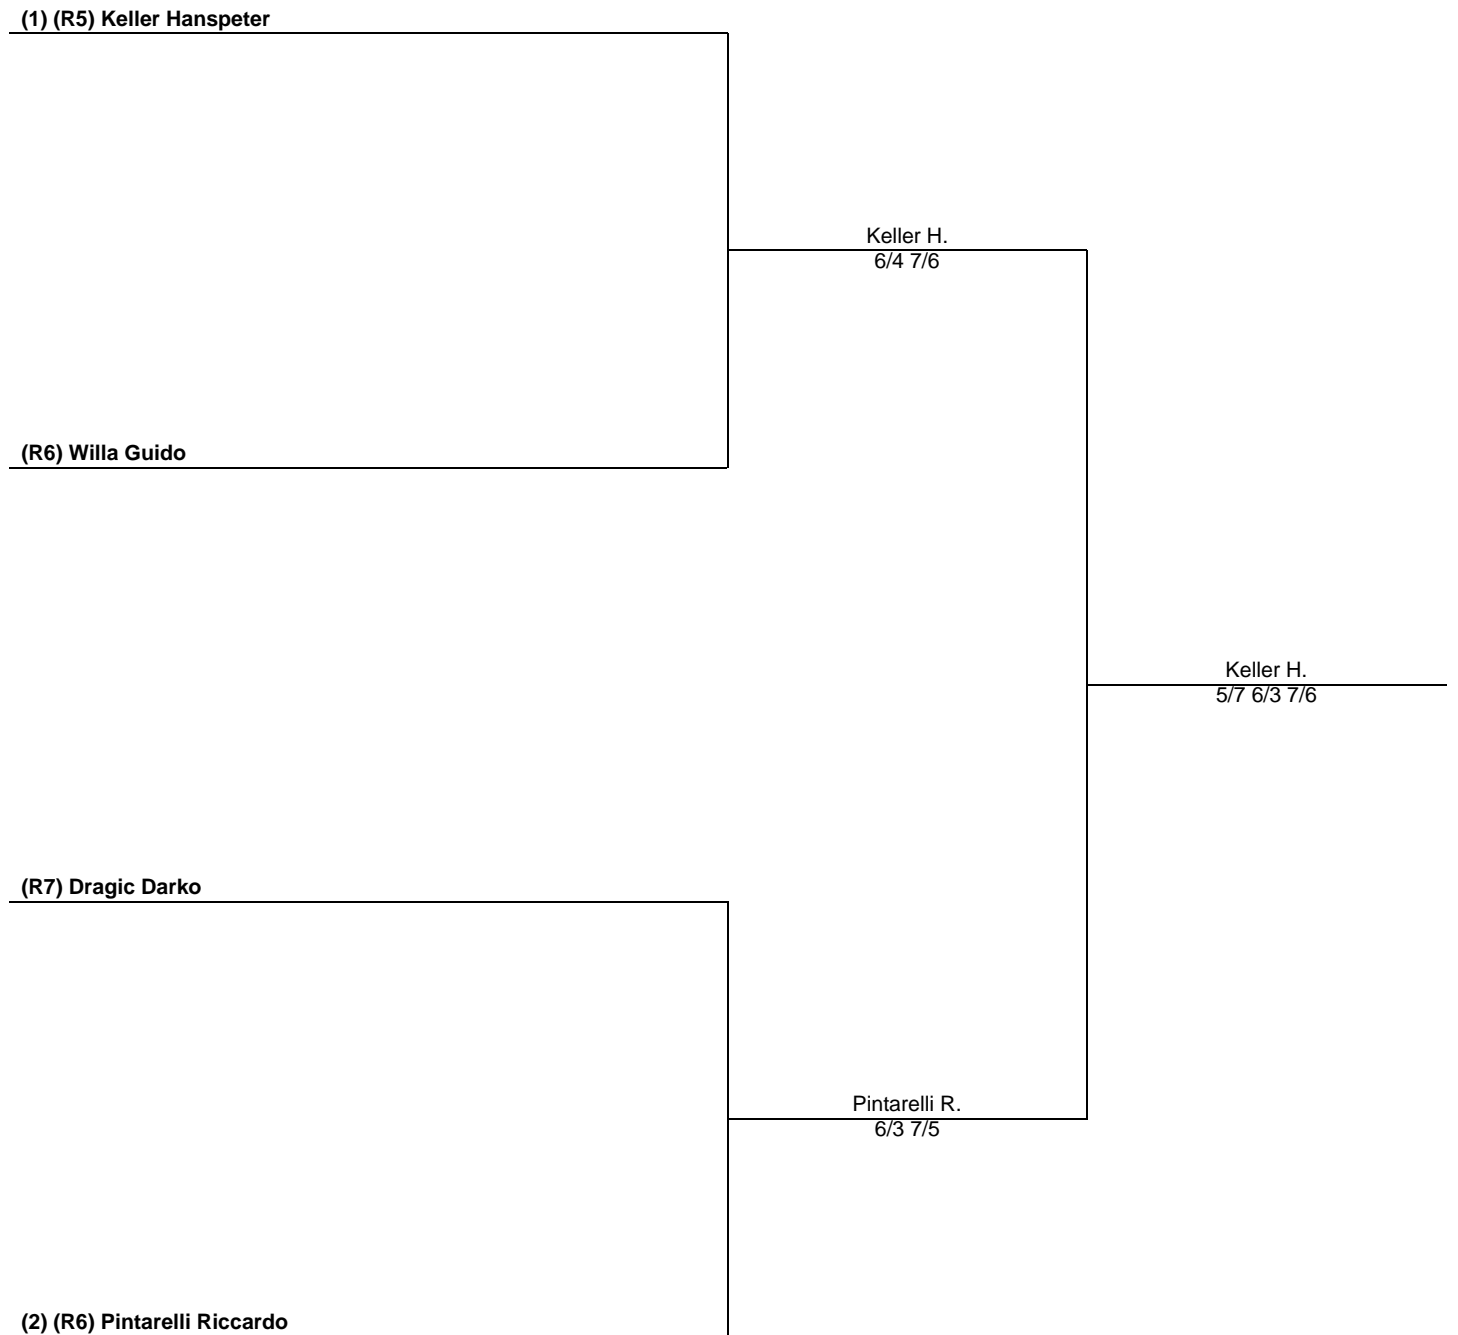 (1) (R5) Keller Hanspeter
Keller H.
6/4 7/6
(R6) Willa Guido
Keller H.
5/7 6/3 7/6
(R7) Dragic Darko
Pintarelli R.
6/3 7/5
(2) (R6) Pintarelli Riccardo